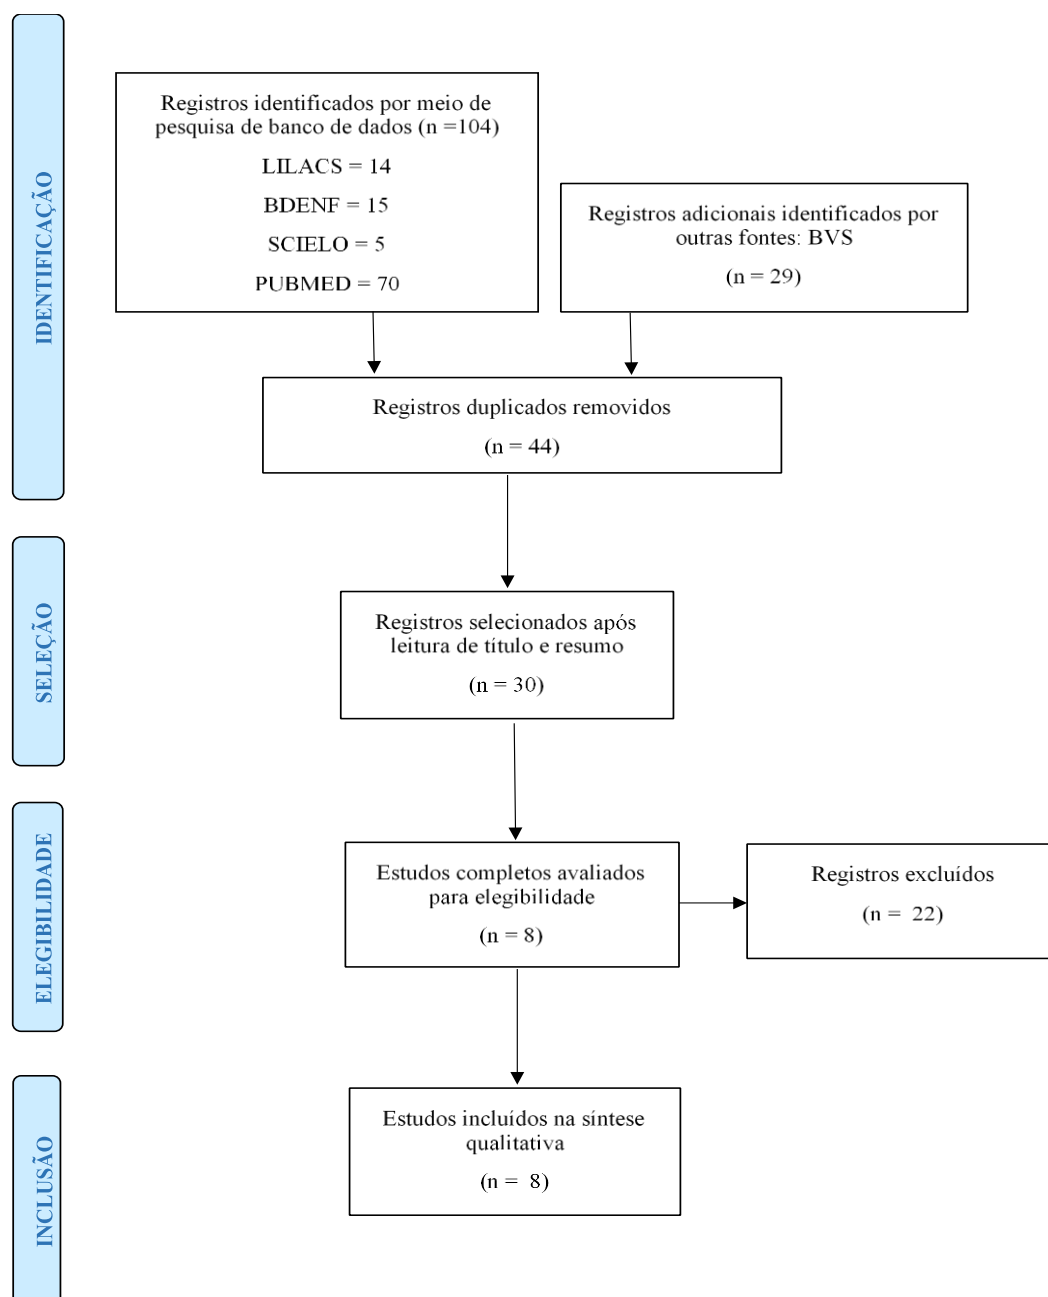 IDENTIFICAÇÃO
Registros identificados por meio de
pesquisa de banco de dados (n =104)
LILACS = 14
BDENF = 15
SCIELO = 5
PUBMED = 70
Registros adicionais identificados por
outras fontes: BVS
(n = 29)
Registros duplicados removidos
(n = 44)
SELEÇÃO
Registros selecionados após
leitura de título e resumo
(n = 30)
ELEGIBILIDADE
Estudos completos avaliados
para elegibilidade
(n = 8)
Registros excluídos
(n =  22)
INCLUSÃO
Estudos incluídos na síntese
qualitativa
(n =  8)